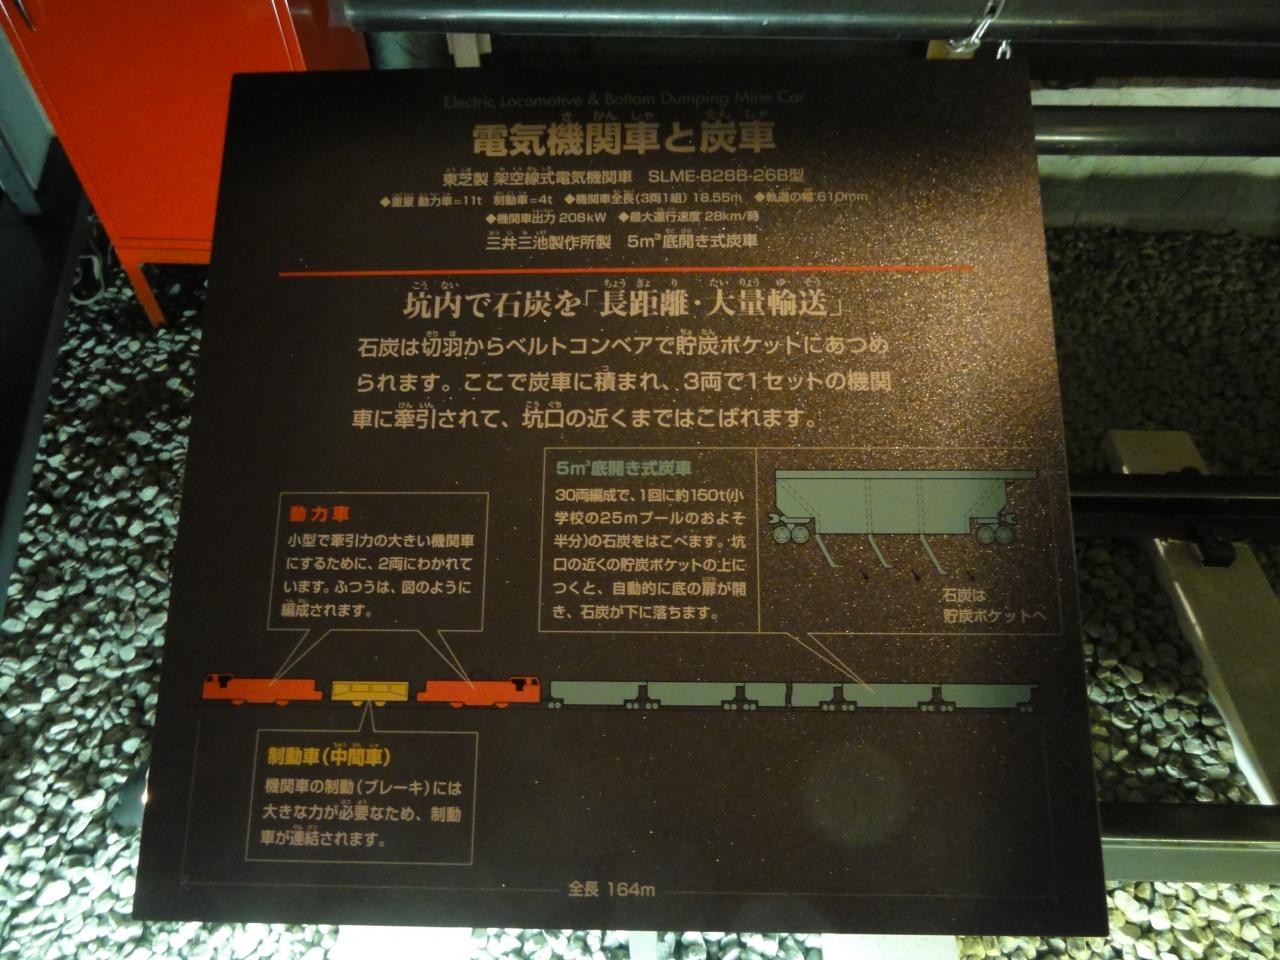 Electric Locomotive & Bottom Dumping Mine Car
電気機関車と炭車
東芝製 架空線式電気機関車 SLME-B28B-26B型
◆重量 動力車=11t 制動車=4t ◆機関車全長(3両1組) 18.55m ◆軌道の幅 610mm
◆機関車出力 208kW ◆最大運行速度 28km/時
三井三池製作所製 5m³底開き式炭車
坑内で石炭を「長距離・大量輸送」
石炭は切羽からベルトコンベアで貯炭ポケットにあつめ
られます。ここで炭車に積まれ、3両で1セットの機関
車に牽引されて、坑口の近くまではこばれます。
5m³底開き式炭車
30両編成で、1回に約150t(小
学校の25mプールのおよそ
半分)の石炭をはこべます。坑
口の近くの貯炭ポケットの上に
つくと、自動的に底の扉が開
き、石炭が下に落ちます。
石炭は
貯炭ポケットへ
動力車
小型で牽引力の大きい機関車
にするために、2両にわかれて
います。ふつうは、図のように
編成されます。
制動車(中間車)
機関車の制動(ブレーキ)には
大きな力が必要なため、制動
車が連結されます。
全長 164m